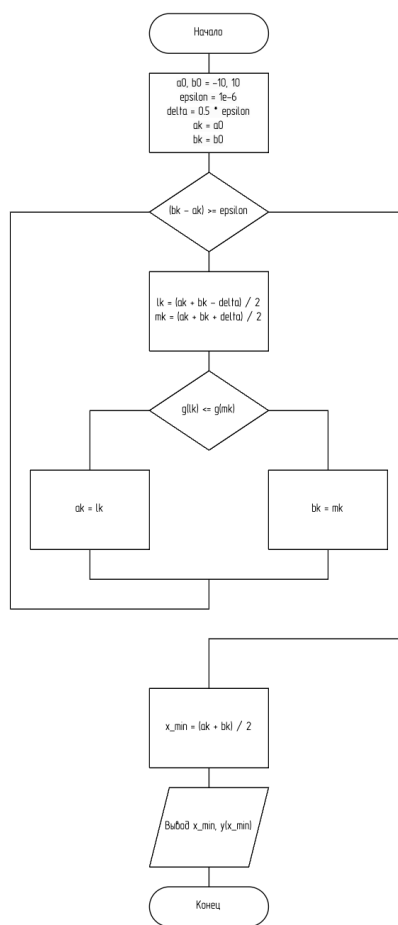 Начало
a0, b0 = -10, 10
epsilon = 1e-6
delta = 0.5 * epsilon
ak = a0
bk = b0
(bk - ak) >= epsilon
lk = (ak + bk - delta) / 2
mk = (ak + bk + delta) / 2
g(lk) <= g(mk)
ak = lk
bk = mk
x_min = (ak + bk) / 2
Вывод x_min, y(x_min)
Конец